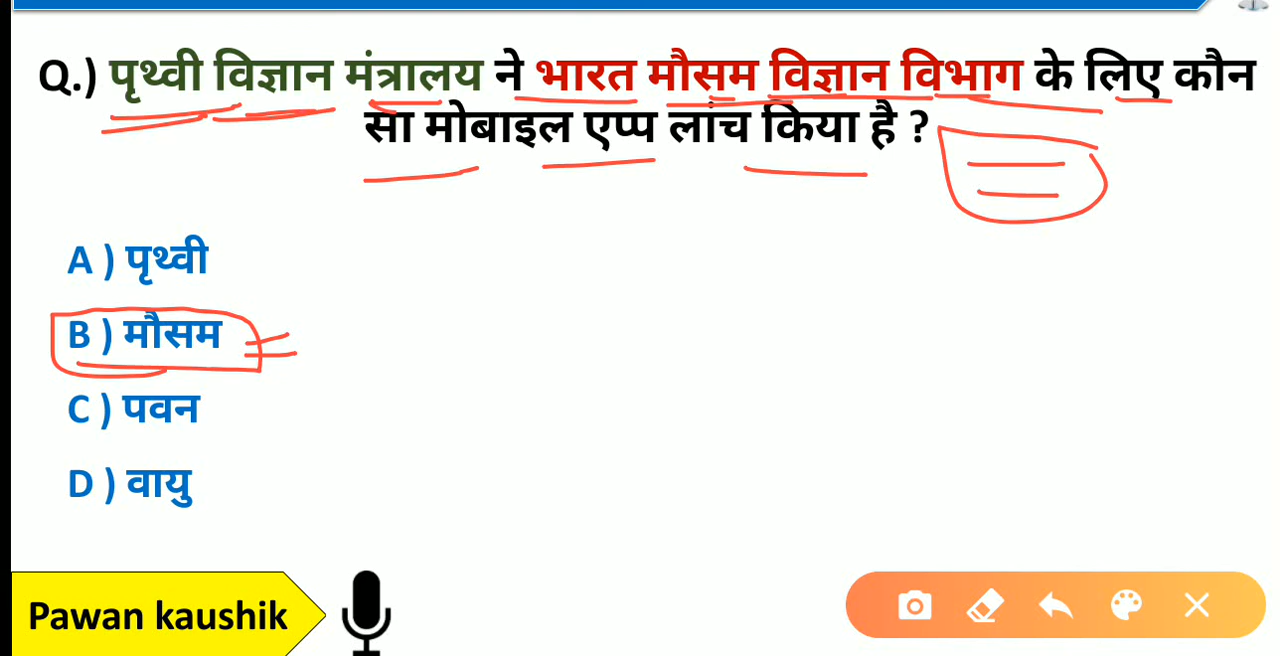 Q.) पृथ्वी विज्ञान मंत्रालय ने भारत मौसम विज्ञान विभाग के लिए कौन
सा मोबाइल एप्प लांच किया है ?
A ) पृथ्वी
B ) मौसम
C ) पवन
D ) वायु
Pawan kaushik